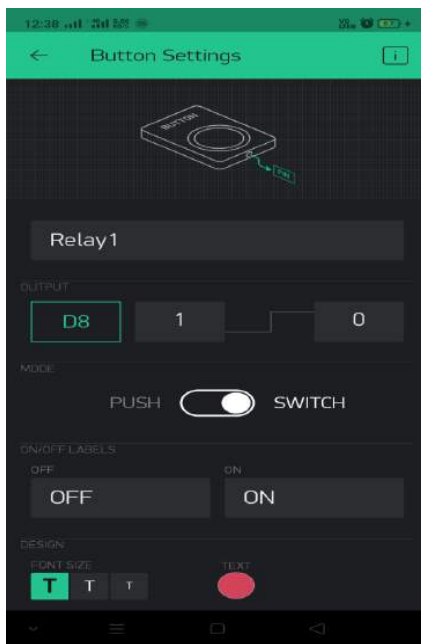 12:38
Button Settings
i
BUTTON
PIN
Relay1
OUTPUT
D8 1 0
MODE
PUSH SWITCH
ON/OFF LABELS
OFF ON
OFF ON
DESIGN
FONT SIZE TEXT
T T T